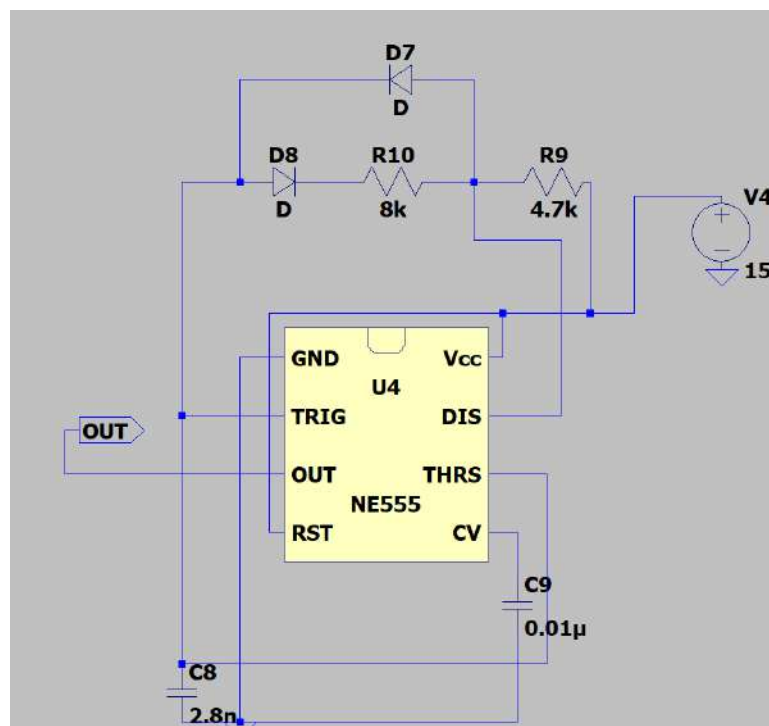 D7
D
D8
R10
R9
D
8k
4.7k
V4
15
GND
Vcc
U4
TRIG
DIS
OUT
OUT
THRS
NE555
RST
CV
C9
0.01µ
C8
2.8n